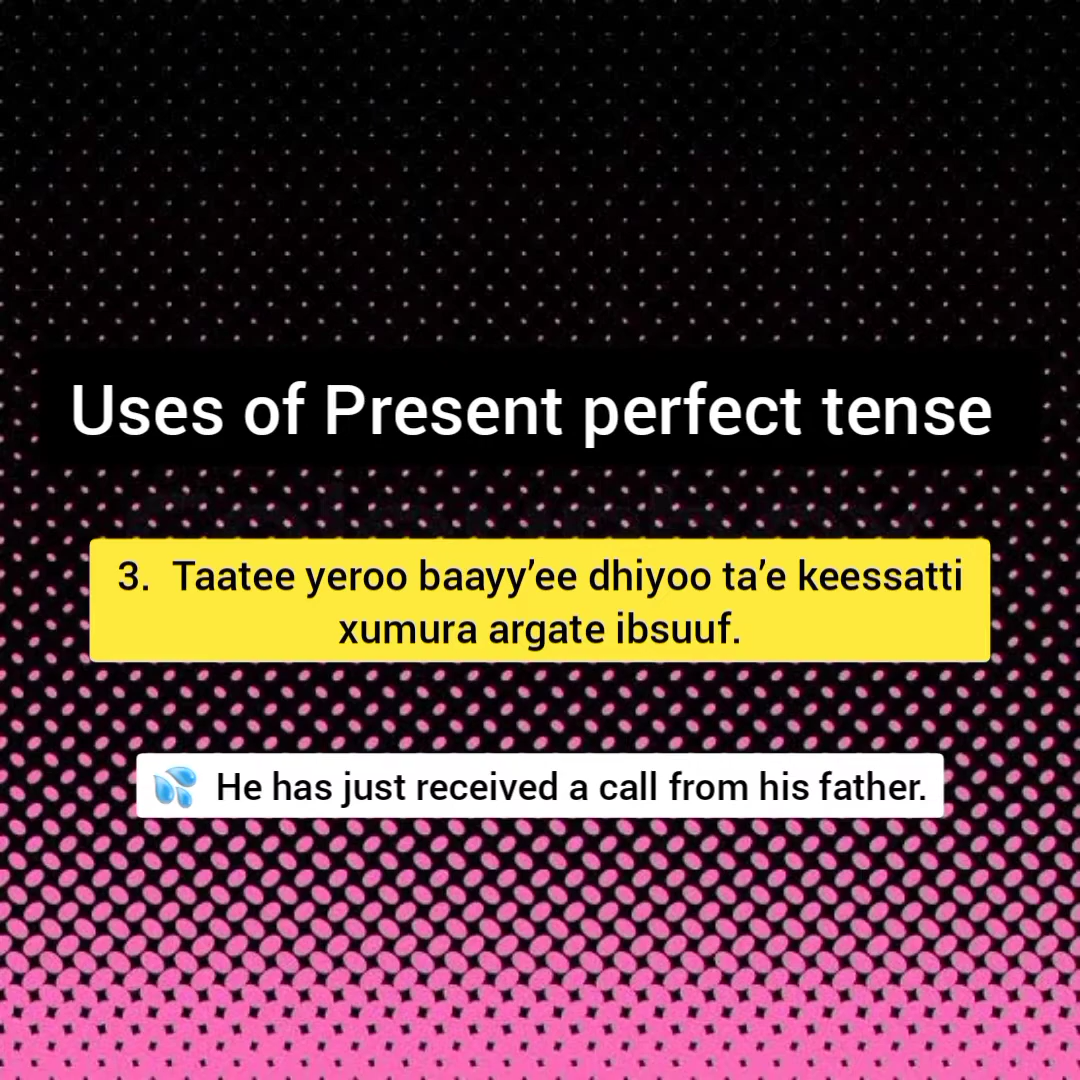 Uses of Present perfect tense
3. Taatee yeroo baayy’ee dhiyoo ta’e keessatti
xumura argate ibsuuf.
💦 He has just received a call from his father.